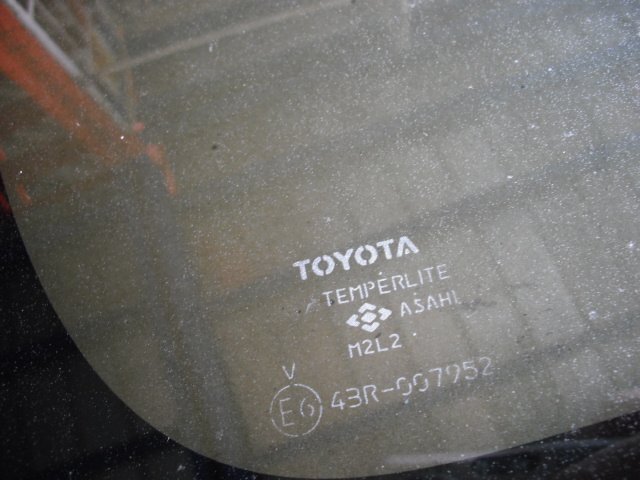 TOYOTA
TEMPERLITE
ASAHI
M2L2
V
E6 43R-007952